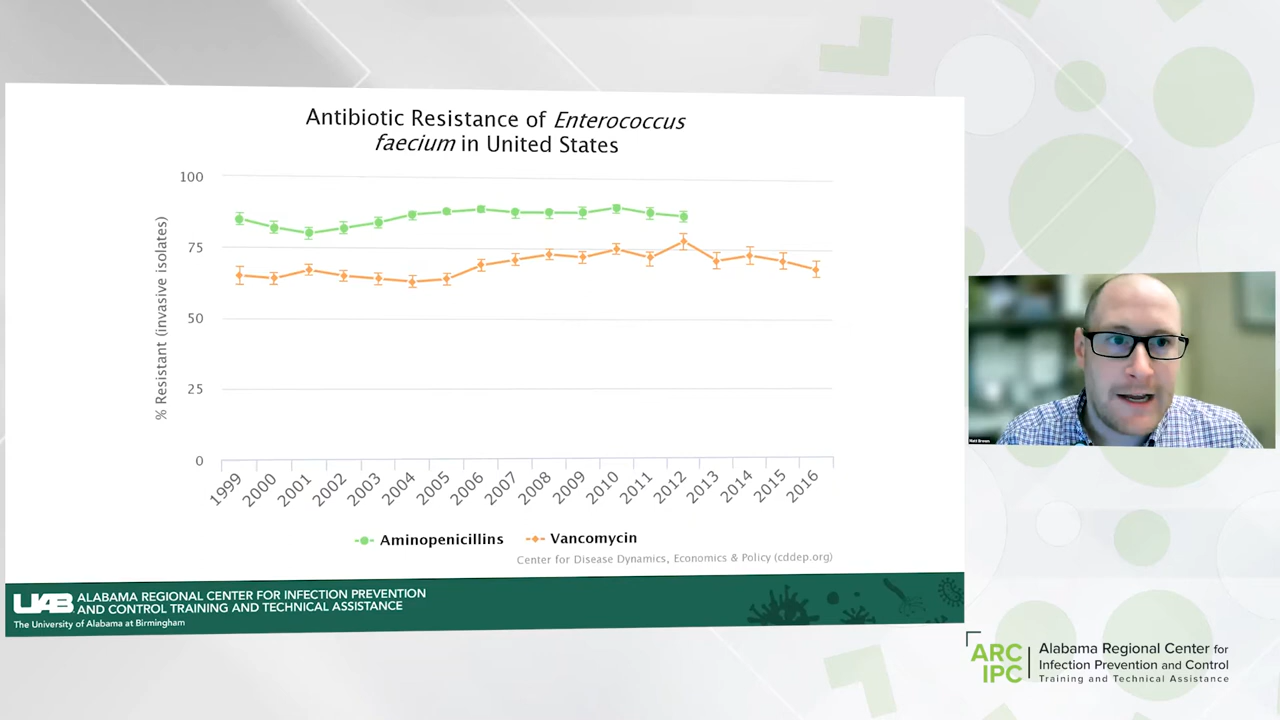 Antibiotic Resistance of Enterococcus
faecium in United States
% Resistant (invasive isolates)
100
75
50
25
0
1999
2000
2001
2002
2003
2004
2005
2006
2007
2008
2009
2010
2011
2012
2013
2014
2015
2016
Aminopenicillins
Vancomycin
Center for Disease Dynamics, Economics & Policy (cddep.org)
UAB
ALABAMA REGIONAL CENTER FOR INFECTION PREVENTION
AND CONTROL TRAINING AND TECHNICAL ASSISTANCE
The University of Alabama at Birmingham
Matt Brown
ARC
IPC
Alabama Regional Center for
Infection Prevention and Control
Training and Technical Assistance